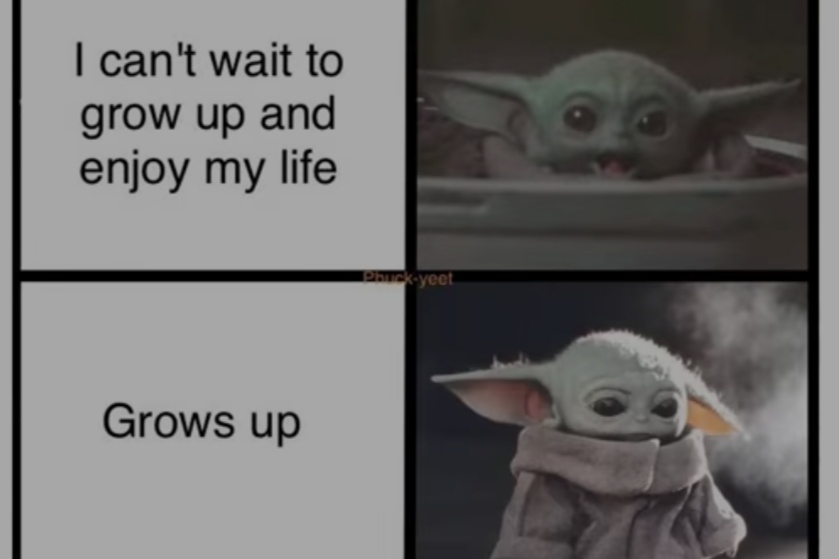 I can't wait to
grow up and
enjoy my life
Phuck-yeet
Grows up